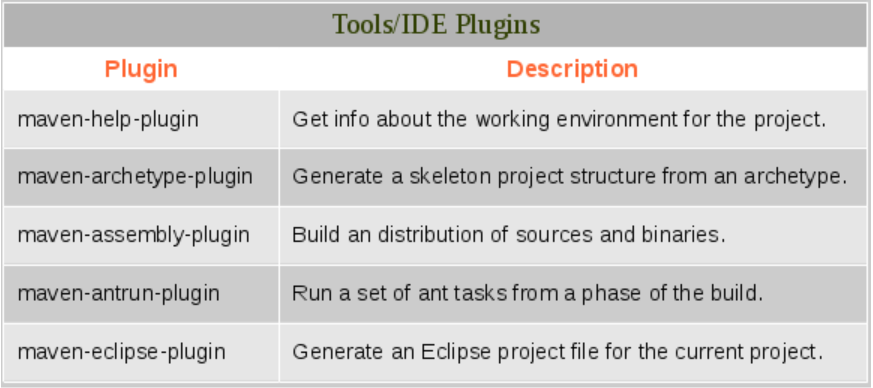 Tools/IDE Plugins
Plugin Description
maven-help-plugin Get info about the working environment for the project.
maven-archetype-plugin Generate a skeleton project structure from an archetype.
maven-assembly-plugin Build an distribution of sources and binaries.
maven-antrun-plugin Run a set of ant tasks from a phase of the build.
maven-eclipse-plugin Generate an Eclipse project file for the current project.